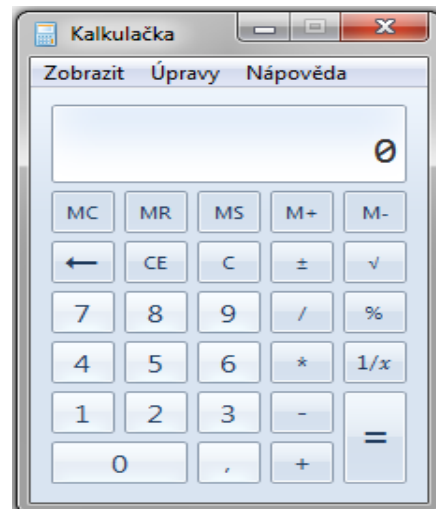 Kalkulačka
Zobrazit Úpravy Nápověda
0
MC MR MS M+ M-
← CE C ± √
7 8 9 / %
4 5 6 * 1/x
1 2 3 - =
0 , +